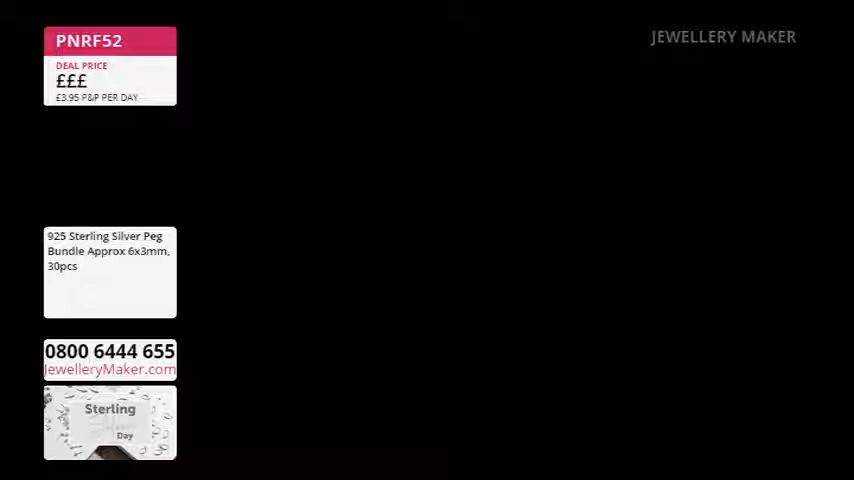 PNRF52
DEAL PRICE
£££
£3.95 P&P PER DAY
JEWELLERY MAKER
925 Sterling Silver Peg
Bundle Approx 6x3mm,
30pcs
0800 6444 655
JewelleryMaker.com
Sterling
Day